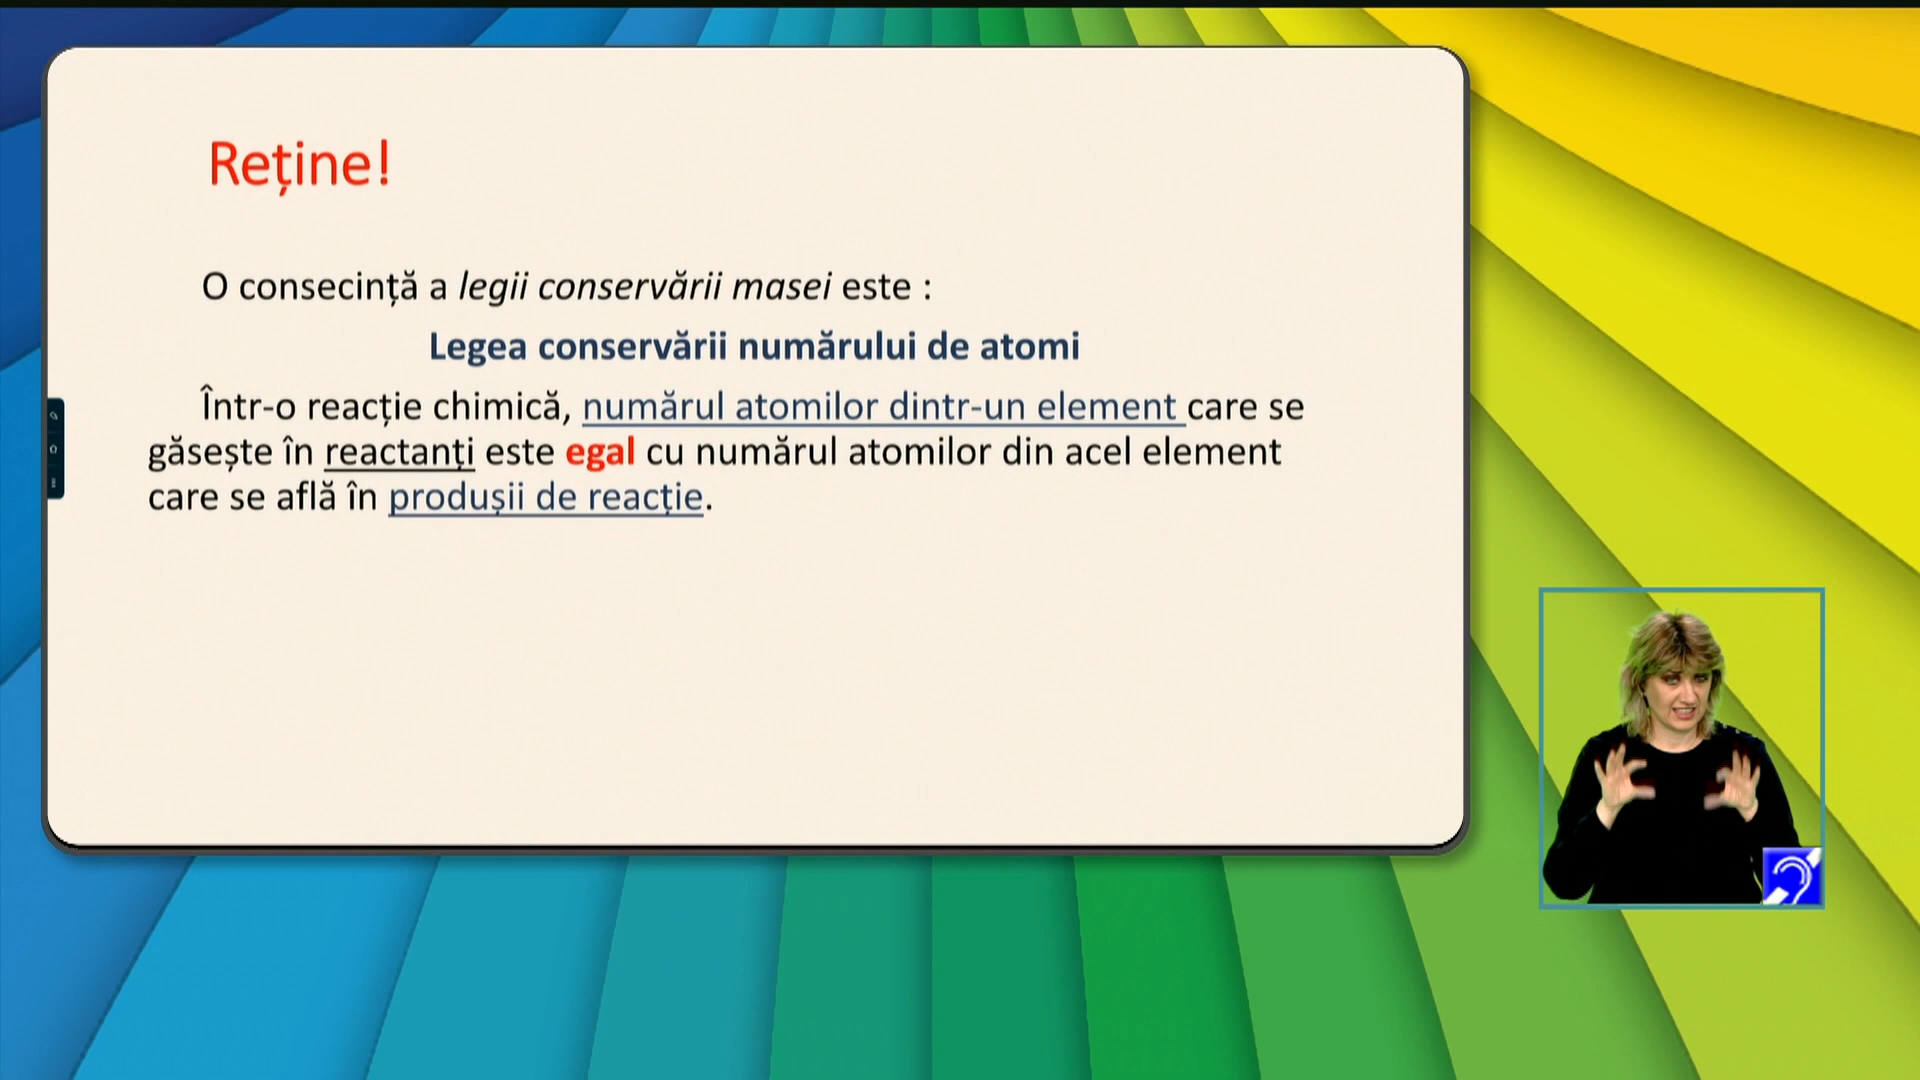 Reține!
O consecință a legii conservării masei este :
Legea conservării numărului de atomi
Într-o reacție chimică, numărul atomilor dintr-un element care se
găsește în reactanți este egal cu numărul atomilor din acel element
care se află în produșii de reacție.